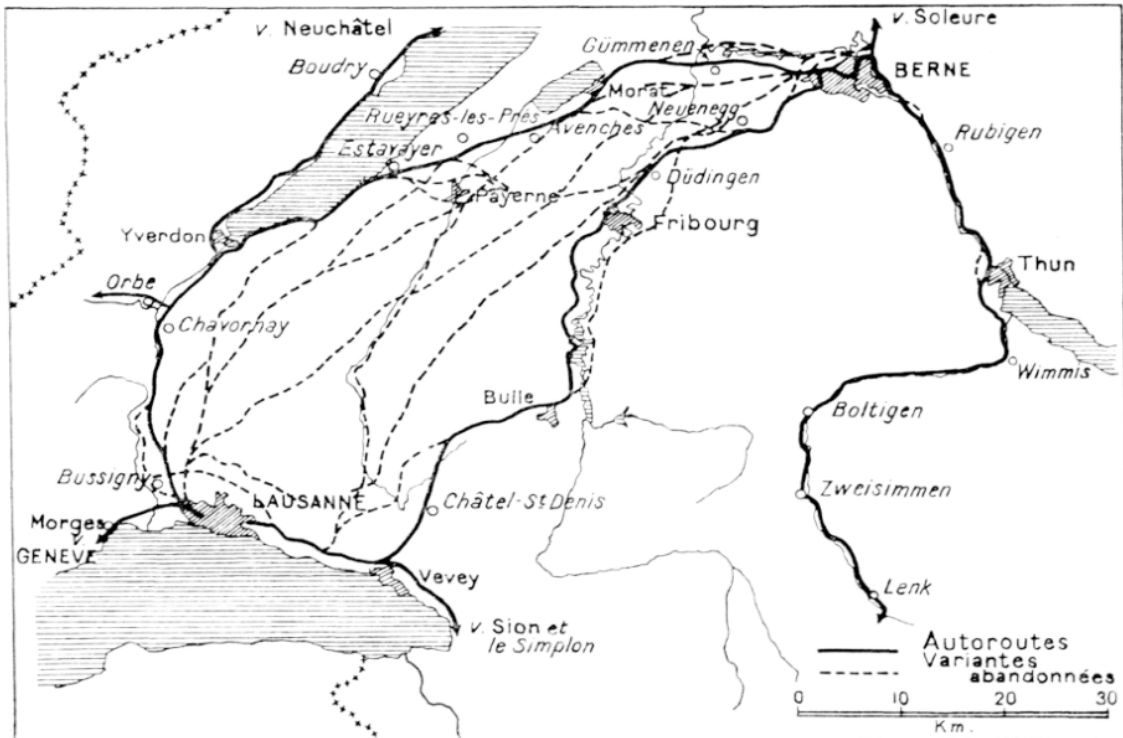 v. Neuchâtel
v. Soleure
Boudry
Gümmenen
BERNE
Morat
Neuenegg
Rueyres-les-Prés
Avenches
Rubigen
Estavayer
Düdingen
Payerne
Fribourg
Yverdon
Thun
Orbe
Chavornay
Wimmis
Bulle
Boltigen
Bussigny
LAUSANNE
Châtel-St Denis
Zweisimmen
Morges
v.
GENEVE
Vevey
Lenk
v. Sion et
le Simplon
Autoroutes
Variantes
abandonnées
0 10 20 30
Km.